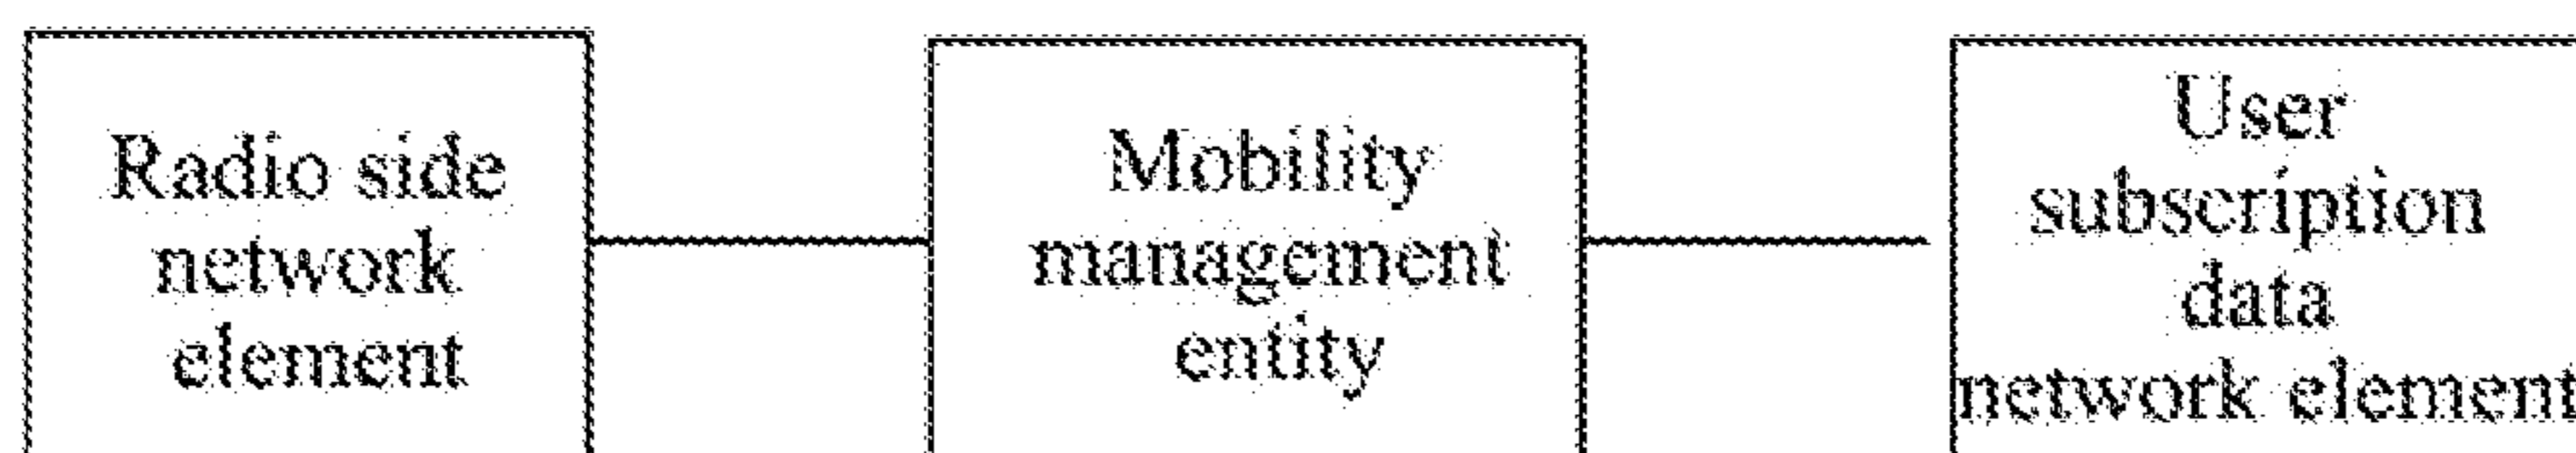 Radio side
network
element
Mobility
management
entity
User
subscription
data
network element